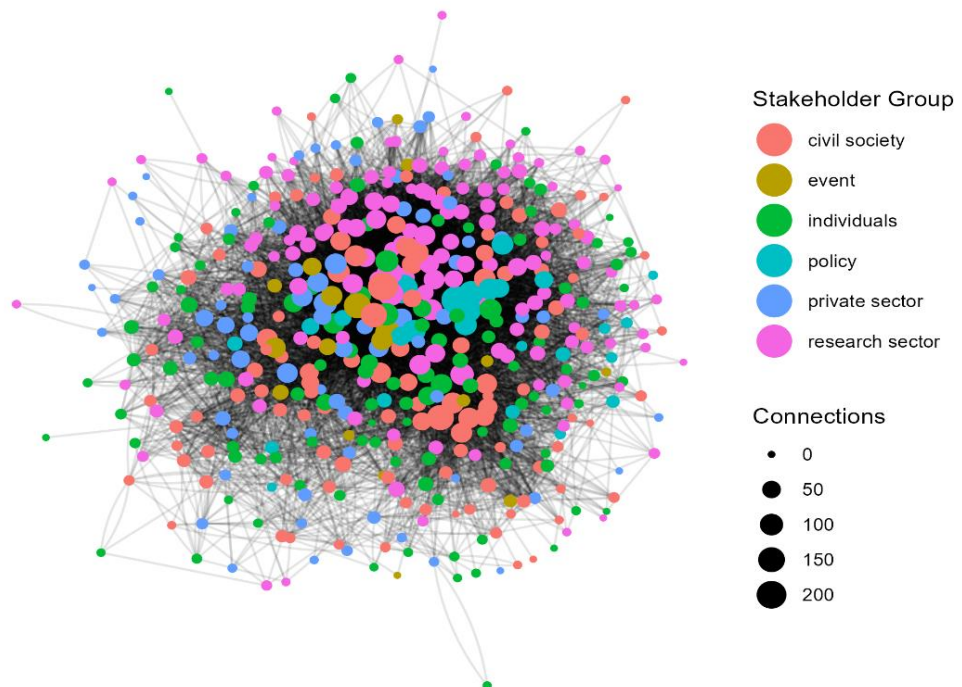 Stakeholder Group
civil society
event
individuals
policy
private sector
research sector
Connections
0
50
100
150
200